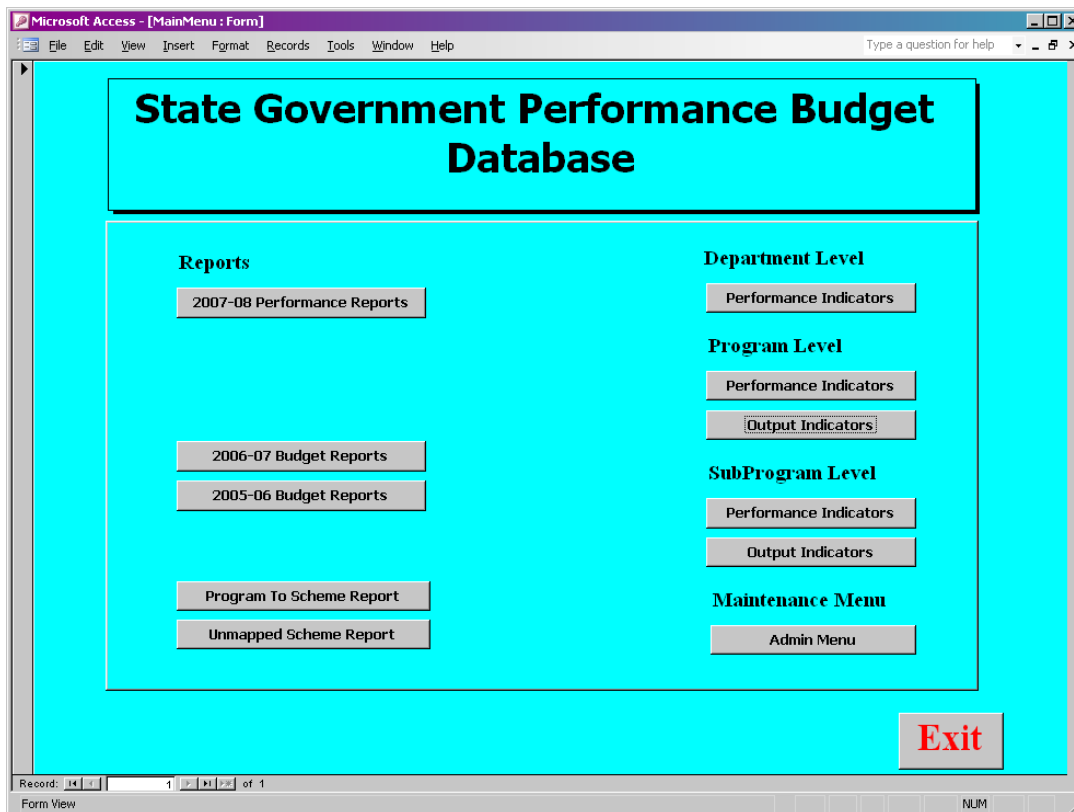 Microsoft Access - [MainMenu : Form]
File Edit View Insert Format Records Tools Window Help
Type a question for help
State Government Performance Budget
Database
Reports
2007-08 Performance Reports
2006-07 Budget Reports
2005-06 Budget Reports
Program To Scheme Report
Unmapped Scheme Report
Department Level
Performance Indicators
Program Level
Performance Indicators
Output Indicators
SubProgram Level
Performance Indicators
Output Indicators
Maintenance Menu
Admin Menu
Exit
Record: 1 of 1
Form View NUM